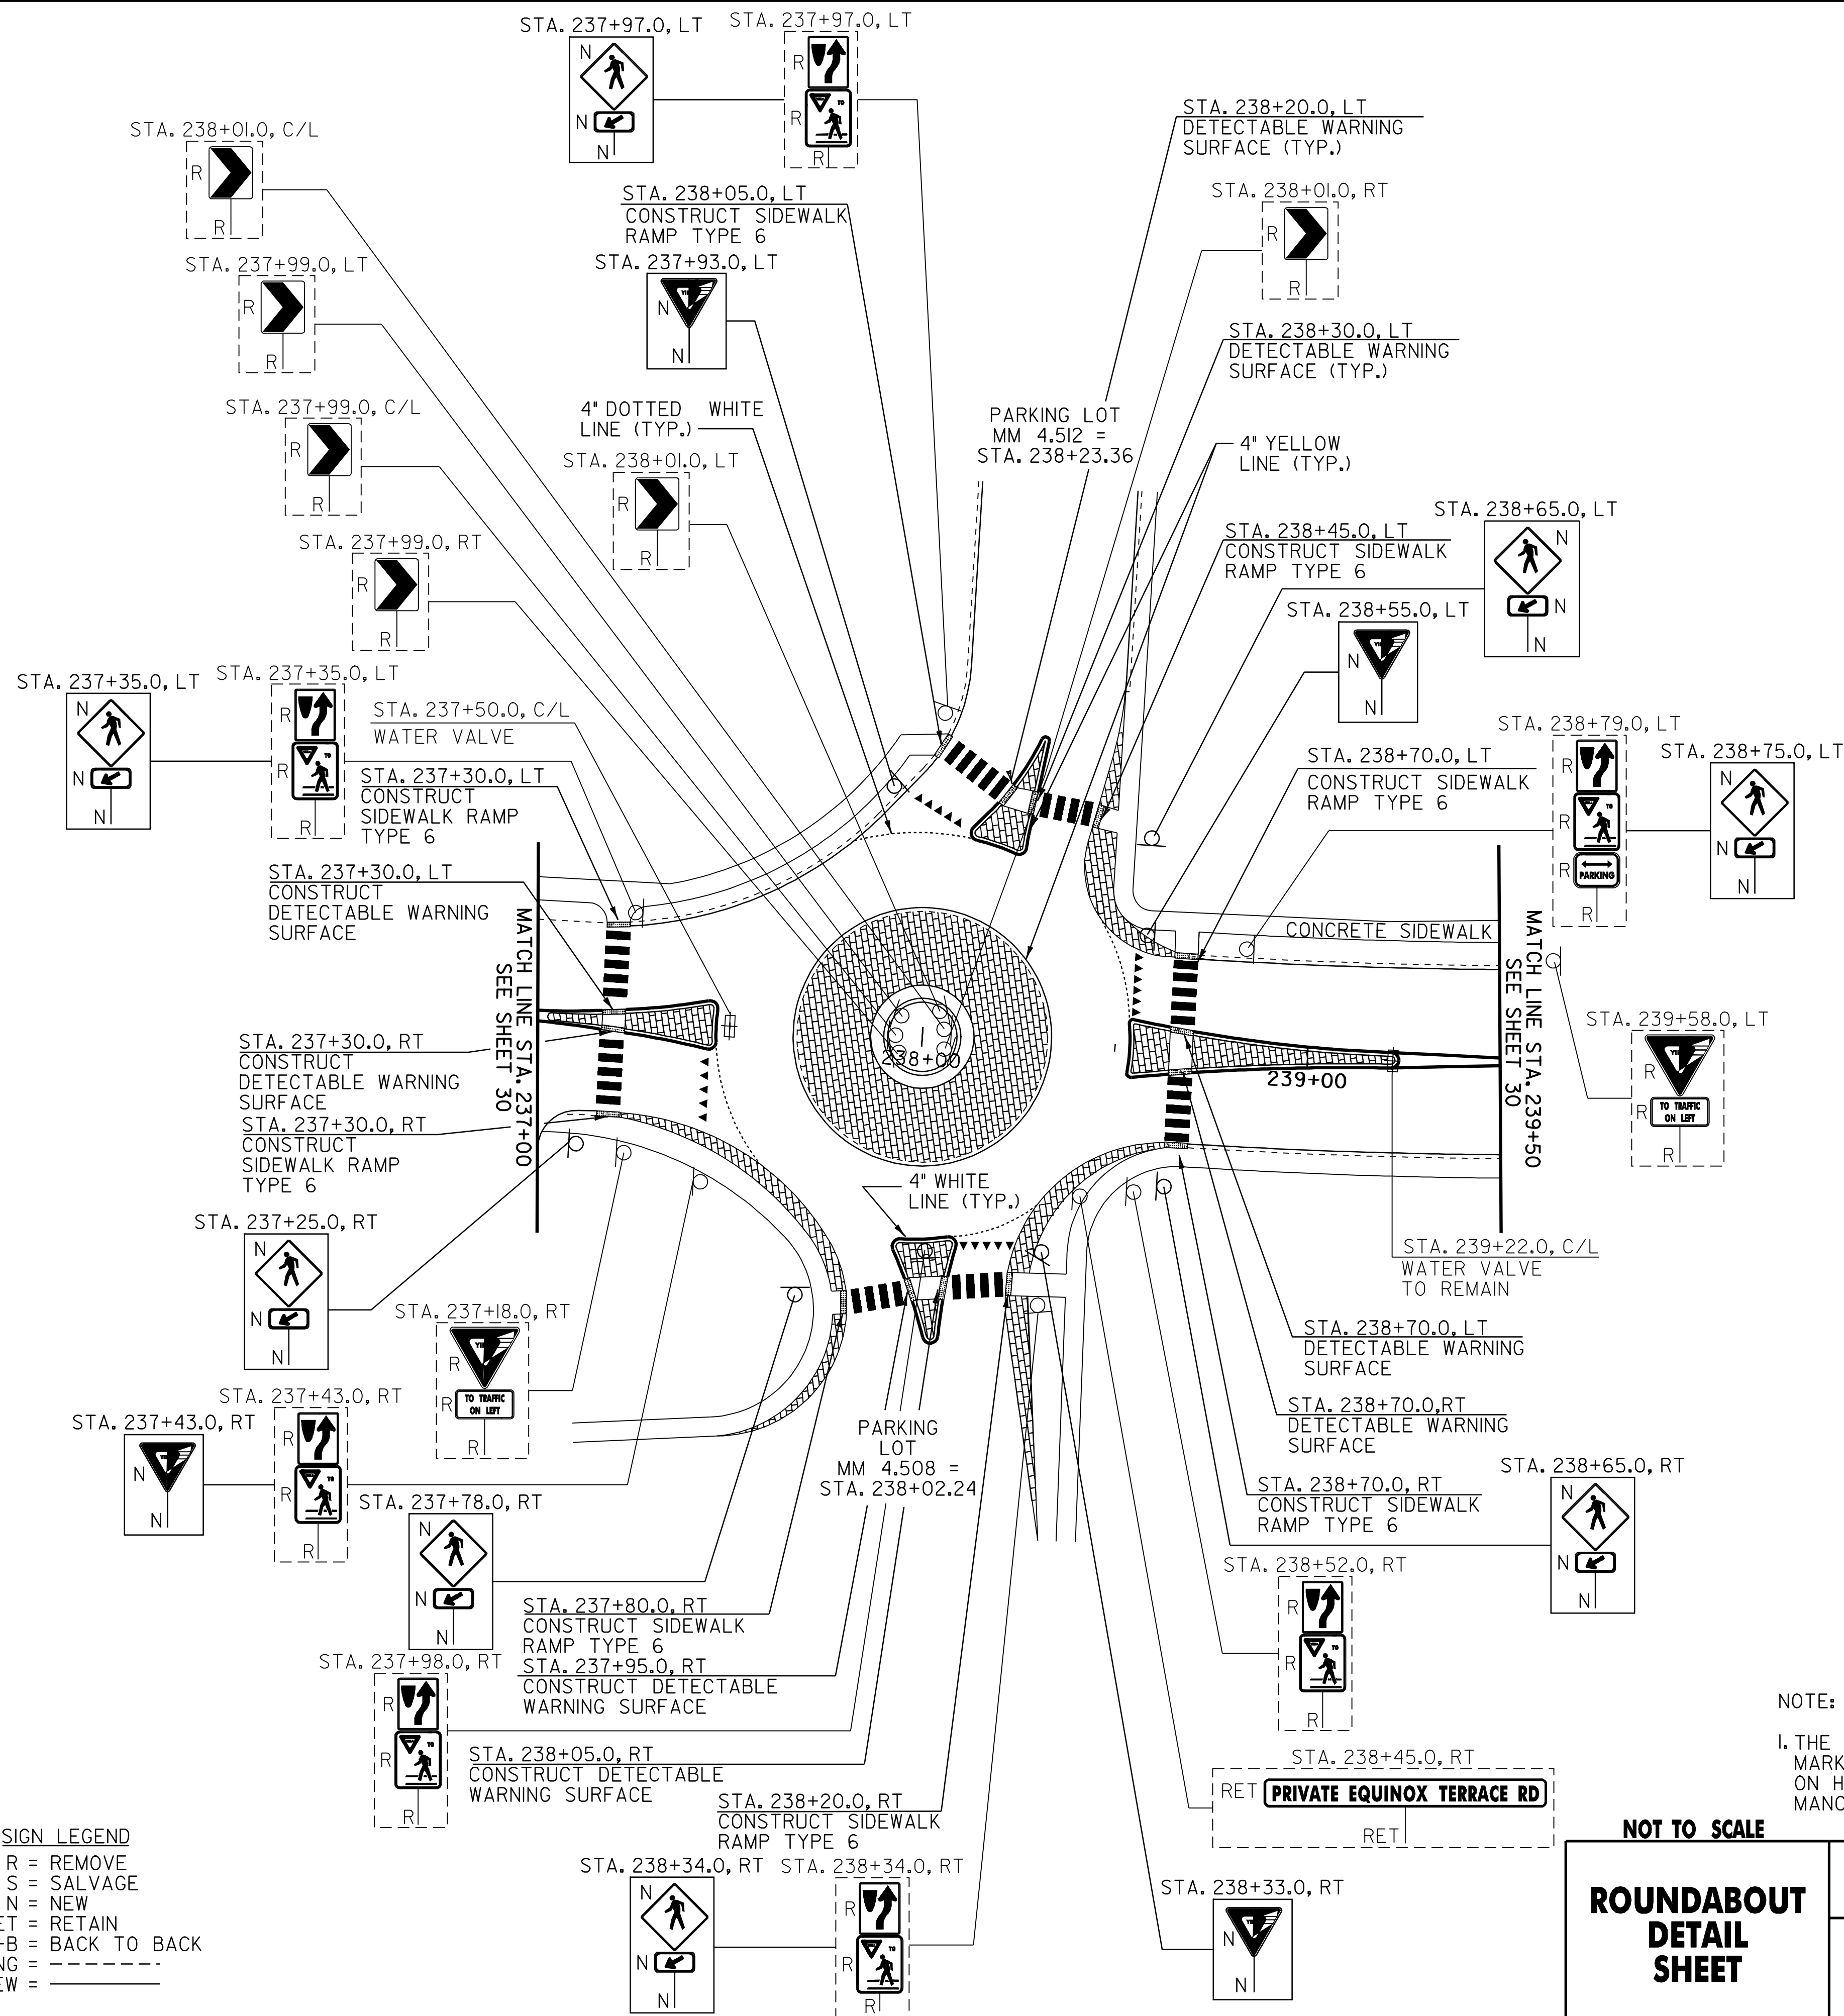 STA. 237+97.0, LT
N
N
N
STA. 237+97.0, LT
R
R
TO
R
STA. 238+20.0, LT
DETECTABLE WARNING
SURFACE (TYP.)
STA. 238+01.0, C/L
R
R
STA. 238+05.0, LT
CONSTRUCT SIDEWALK
RAMP TYPE 6
STA. 238+01.0, RT
R
R
STA. 237+99.0, LT
R
R
STA. 237+93.0, LT
N
N
STA. 238+30.0, LT
DETECTABLE WARNING
SURFACE (TYP.)
STA. 237+99.0, C/L
R
R
4" DOTTED WHITE
LINE (TYP.)
PARKING LOT
MM 4.512 =
STA. 238+23.36
4" YELLOW
LINE (TYP.)
STA. 238+01.0, LT
R
R
STA. 238+65.0, LT
N
N
N
STA. 237+99.0, RT
R
R
STA. 238+45.0, LT
CONSTRUCT SIDEWALK
RAMP TYPE 6
STA. 238+55.0, LT
N
N
STA. 237+35.0, LT
N
N
N
STA. 237+35.0, LT
R
R
TO
R
STA. 237+50.0, C/L
WATER VALVE
STA. 238+79.0, LT
R
R
TO
R
PARKING
R
STA. 238+75.0, LT
N
N
N
STA. 238+70.0, LT
CONSTRUCT SIDEWALK
RAMP TYPE 6
STA. 237+30.0, LT
CONSTRUCT
SIDEWALK RAMP
TYPE 6
STA. 237+30.0, LT
CONSTRUCT
DETECTABLE WARNING
SURFACE
MATCH LINE STA. 237+00
SEE SHEET 30
CONCRETE SIDEWALK
MATCH LINE STA. 239+50
SEE SHEET 30
STA. 239+58.0, LT
R
R
TO TRAFFIC
ON LEFT
R
STA. 237+30.0, RT
CONSTRUCT
DETECTABLE WARNING
SURFACE
238+00
239+00
STA. 237+30.0, RT
CONSTRUCT
SIDEWALK RAMP
TYPE 6
4" WHITE
LINE (TYP.)
STA. 237+25.0, RT
N
N
N
STA. 239+22.0, C/L
WATER VALVE
TO REMAIN
STA. 237+18.0, RT
R
R
TO TRAFFIC
ON LEFT
R
STA. 238+70.0, LT
DETECTABLE WARNING
SURFACE
STA. 237+43.0, RT
N
N
STA. 237+43.0, RT
R
R
TO
R
STA. 238+70.0,RT
DETECTABLE WARNING
SURFACE
PARKING
LOT
MM 4.508 =
STA. 238+02.24
STA. 238+70.0, RT
CONSTRUCT SIDEWALK
RAMP TYPE 6
STA. 238+65.0, RT
N
N
N
STA. 237+78.0, RT
N
N
N
STA. 238+52.0, RT
R
R
TO
R
STA. 237+80.0, RT
CONSTRUCT SIDEWALK
RAMP TYPE 6
STA. 237+95.0, RT
CONSTRUCT DETECTABLE
WARNING SURFACE
STA. 237+98.0, RT
R
R
TO
R
STA. 238+05.0, RT
CONSTRUCT DETECTABLE
WARNING SURFACE
STA. 238+45.0, RT
RET
PRIVATE EQUINOX TERRACE RD
RET
STA. 238+20.0, RT
CONSTRUCT SIDEWALK
RAMP TYPE 6
STA. 238+34.0, RT
N
N
N
STA. 238+34.0, RT
R
R
TO
R
STA. 238+33.0, RT
N
N
NOTE:
1. THE
MARK
ON H
MANC
SIGN LEGEND
R = REMOVE
S = SALVAGE
N = NEW
ET = RETAIN
-B = BACK TO BACK
NG =
EW =
NOT TO SCALE
ROUNDABOUT
DETAIL
SHEET